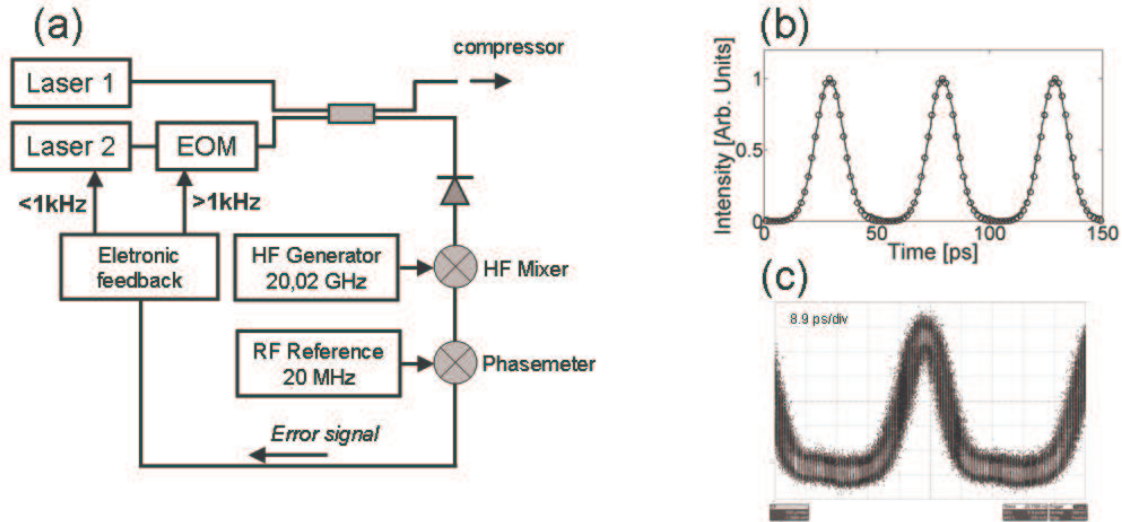 (a)
compressor
Laser 1
Laser 2
EOM
<1kHz
>1kHz
Eletronic
feedback
HF Generator
20,02 GHz
HF Mixer
RF Reference
20 MHz
Phasemeter
Error signal
(b)
Intensity [Arb. Units]
1
0.5
0
0
50
100
150
Time [ps]
(c)
8.9 ps/div